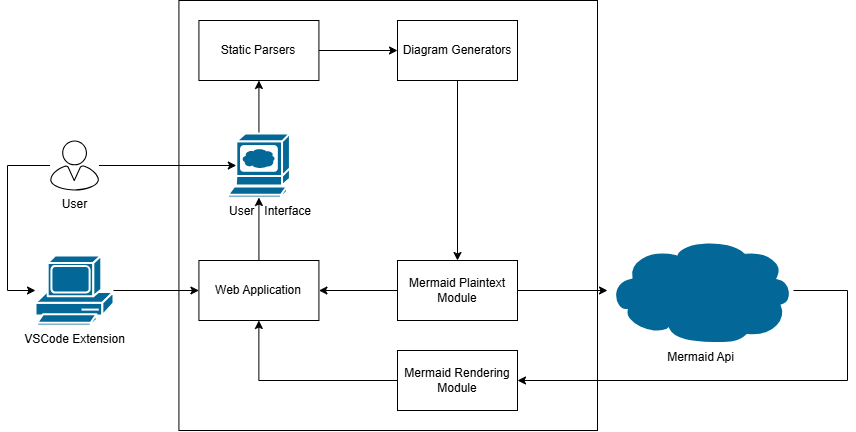 Static Parsers
Diagram Generators
User
User Interface
Web Application
Mermaid Plaintext
Module
VSCode Extension
Mermaid Api
Mermaid Rendering
Module